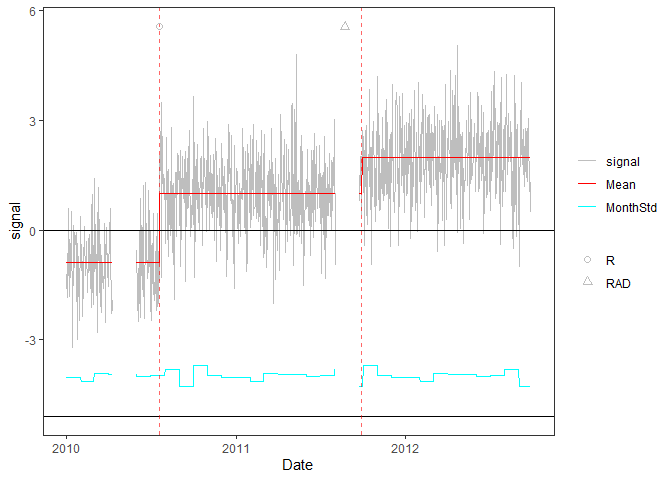 6
3
0
-3
signal
2010
2011
2012
Date
signal
Mean
MonthStd
R
RAD